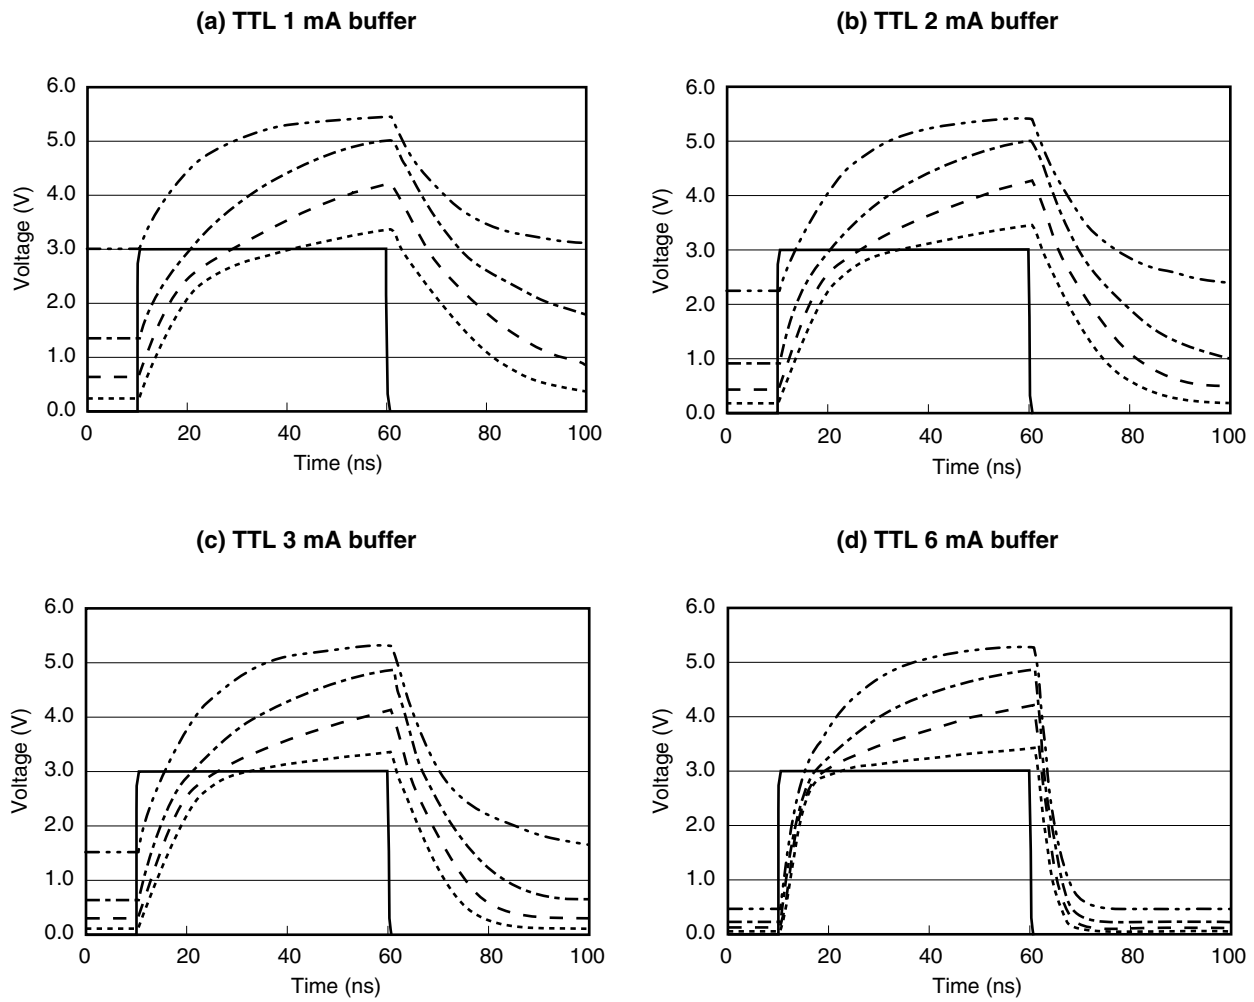 (a) TTL 1 mA buffer
6.0
5.0
4.0
3.0
2.0
1.0
0.0
Voltage (V)
0 20 40 60 80 100
Time (ns)
(b) TTL 2 mA buffer
6.0
5.0
4.0
3.0
2.0
1.0
0.0
Voltage (V)
0 20 40 60 80 100
Time (ns)
(c) TTL 3 mA buffer
6.0
5.0
4.0
3.0
2.0
1.0
0.0
Voltage (V)
0 20 40 60 80 100
Time (ns)
(d) TTL 6 mA buffer
6.0
5.0
4.0
3.0
2.0
1.0
0.0
Voltage (V)
0 20 40 60 80 100
Time (ns)